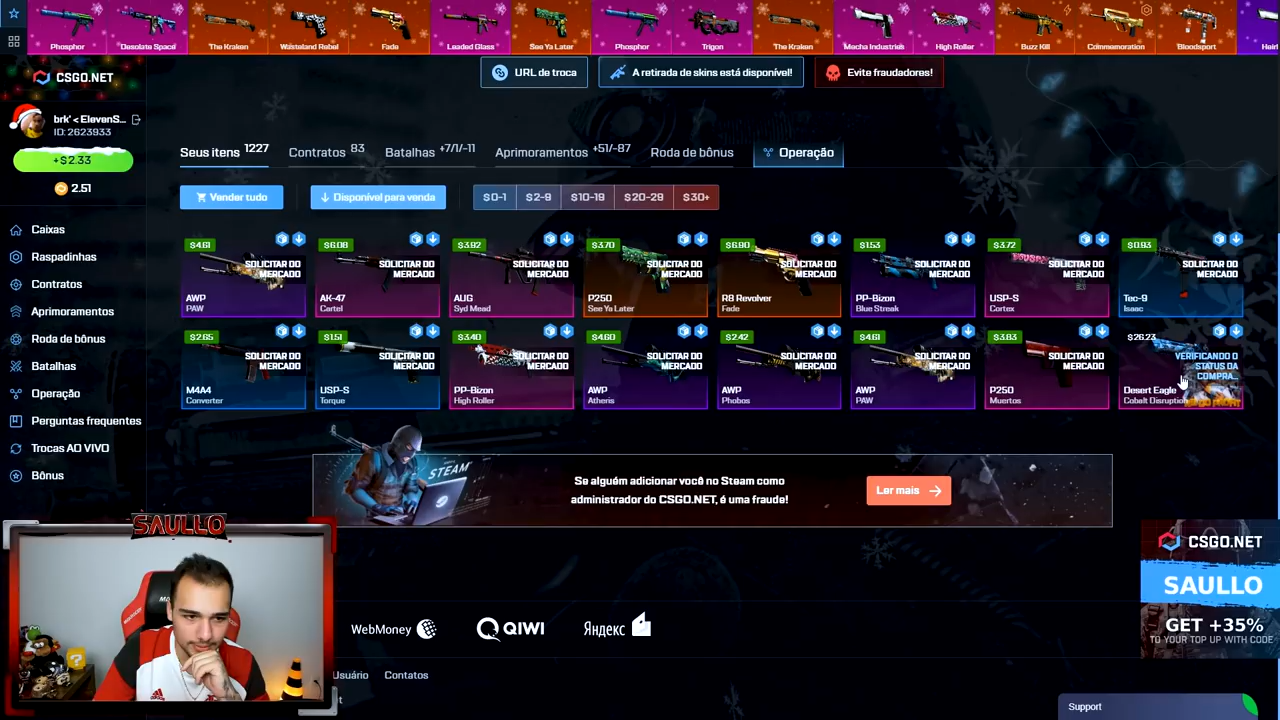 Phosphor
Desolate Space
The Kraken
Wasteland Rebel
Fade
Leaded Glass
See Ya Later
Phosphor
Trigon
The Kraken
Mecha Industries
High Roller
Buzz Kill
Commemoration
Bloodsport
CSGO.NET
URL de troca
A retirada de skins está disponível!
Evite fraudadores!
brk' < ElevenS...
ID: 2623933
+$2.33
2.51
Seus itens 1227
Contratos 83
Batalhas +7/1/-11
Aprimoramentos +51/-87
Roda de bônus
Operação
Vender tudo
Disponível para venda
$0-1
$2-9
$10-19
$20-29
$30+
Caixas
Raspadinhas
Contratos
Aprimoramentos
Roda de bônus
Batalhas
Operação
Perguntas frequentes
Trocas AO VIVO
Bônus
$4.61
SOLICITAR DO
MERCADO
AWP
PAW
$6.08
SOLICITAR DO
MERCADO
AK-47
Cartel
$3.92
SOLICITAR DO
MERCADO
AUG
Syd Mead
$3.70
SOLICITAR DO
MERCADO
P250
See Ya Later
$6.90
SOLICITAR DO
MERCADO
R8 Revolver
Fade
$1.53
SOLICITAR DO
MERCADO
PP-Bizon
Blue Streak
$3.72
SOLICITAR DO
MERCADO
USP-S
Cortex
$0.93
SOLICITAR DO
MERCADO
Tec-9
Isaac
$2.65
SOLICITAR DO
MERCADO
M4A4
Converter
$1.51
SOLICITAR DO
MERCADO
USP-S
Torque
$3.40
SOLICITAR DO
MERCADO
PP-Bizon
High Roller
$4.60
SOLICITAR DO
MERCADO
AWP
Atheris
$2.42
SOLICITAR DO
MERCADO
AWP
Phobos
$4.61
SOLICITAR DO
MERCADO
AWP
PAW
$3.83
SOLICITAR DO
MERCADO
P250
Muertos
$26.23
VERIFICANDO O
STATUS DA
COMPRA...
Desert Eagle
Cobalt Disruption
STEAM
Se alguém adicionar você no Steam como
administrador do CSGO.NET, é uma fraude!
Ler mais
SAULLO
WebMoney
QIWI
Яндекс
Usuário
Contatos
CSGO.NET
SAULLO
GET +35%
TO YOUR TOP UP WITH CODE
Support